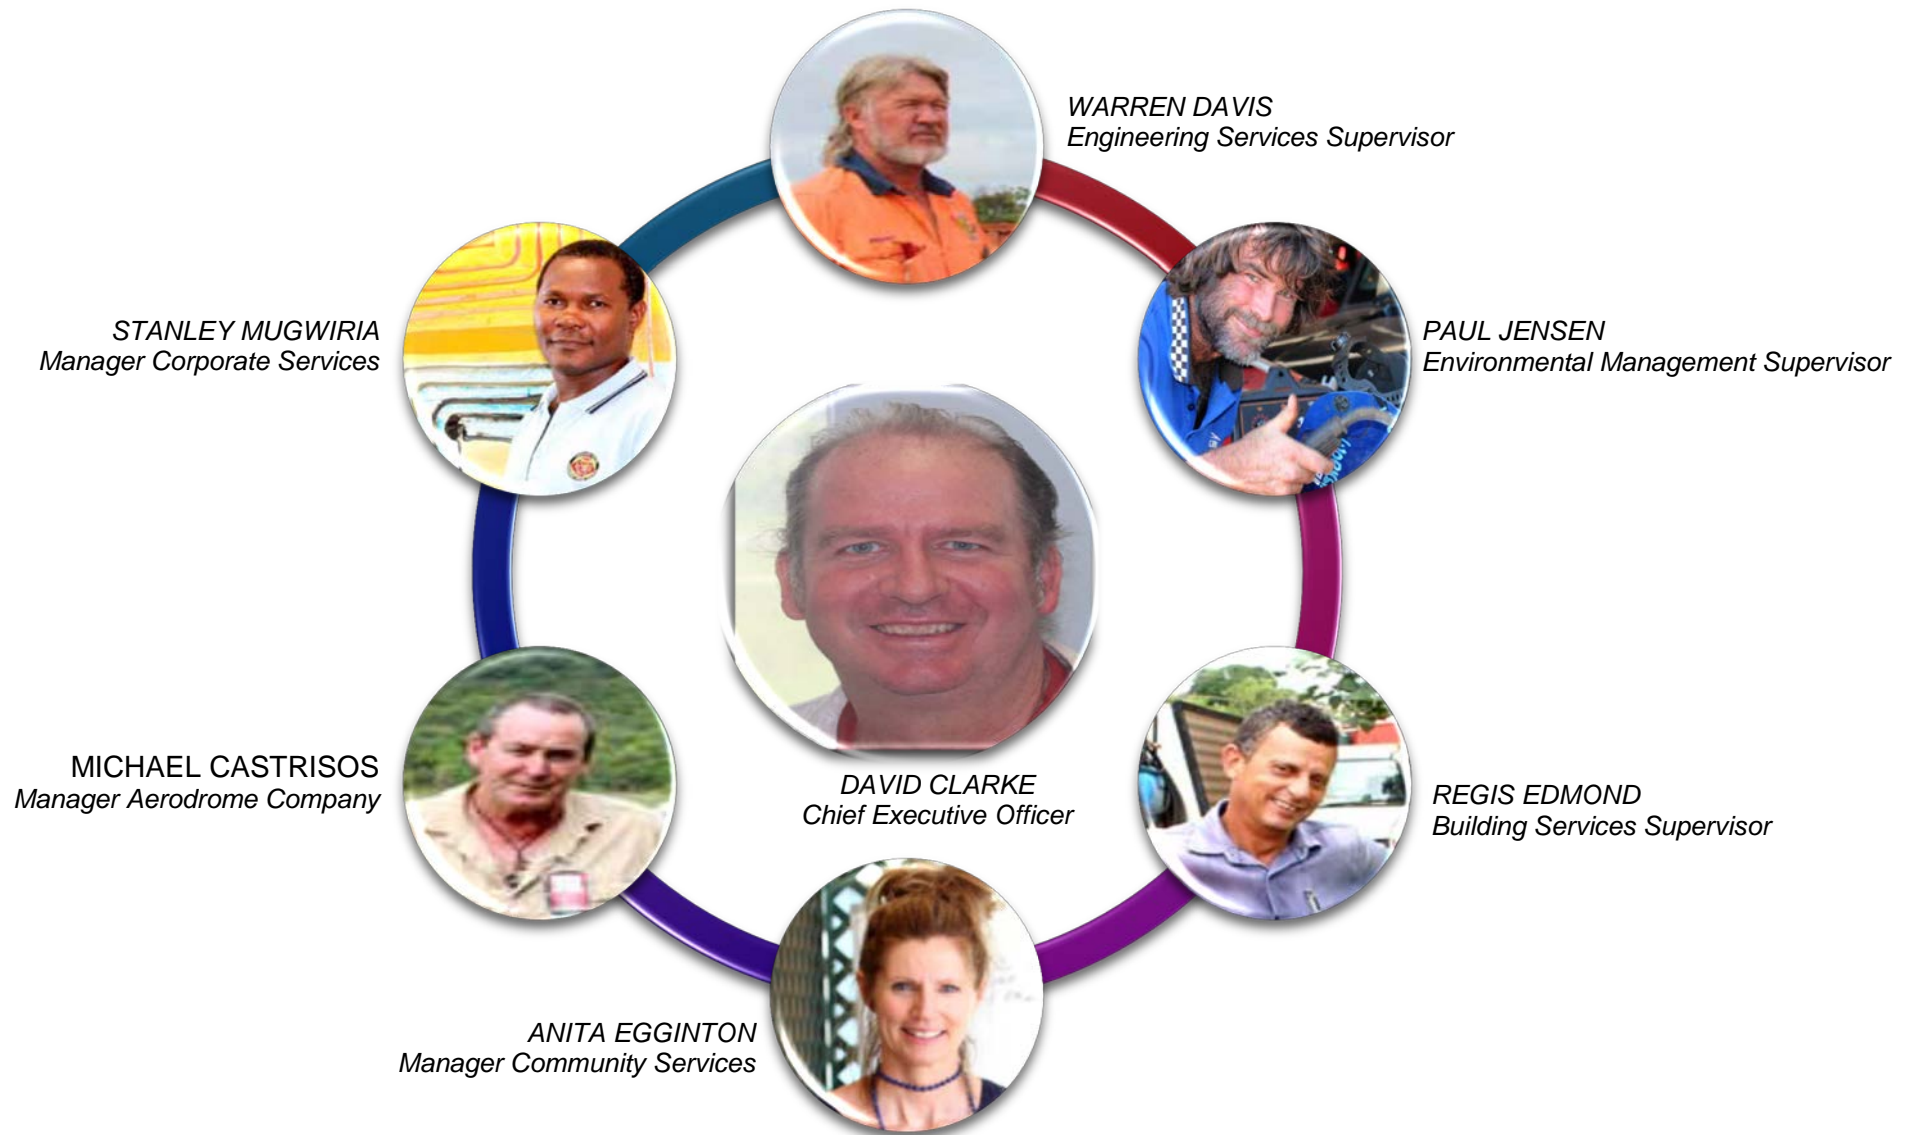 WARREN DAVIS
Engineering Services Supervisor
STANLEY MUGWIRIA
Manager Corporate Services
PAUL JENSEN
Environmental Management Supervisor
MICHAEL CASTRISOS
Manager Aerodrome Company
DAVID CLARKE
Chief Executive Officer
REGIS EDMOND
Building Services Supervisor
ANITA EGGINTON
Manager Community Services